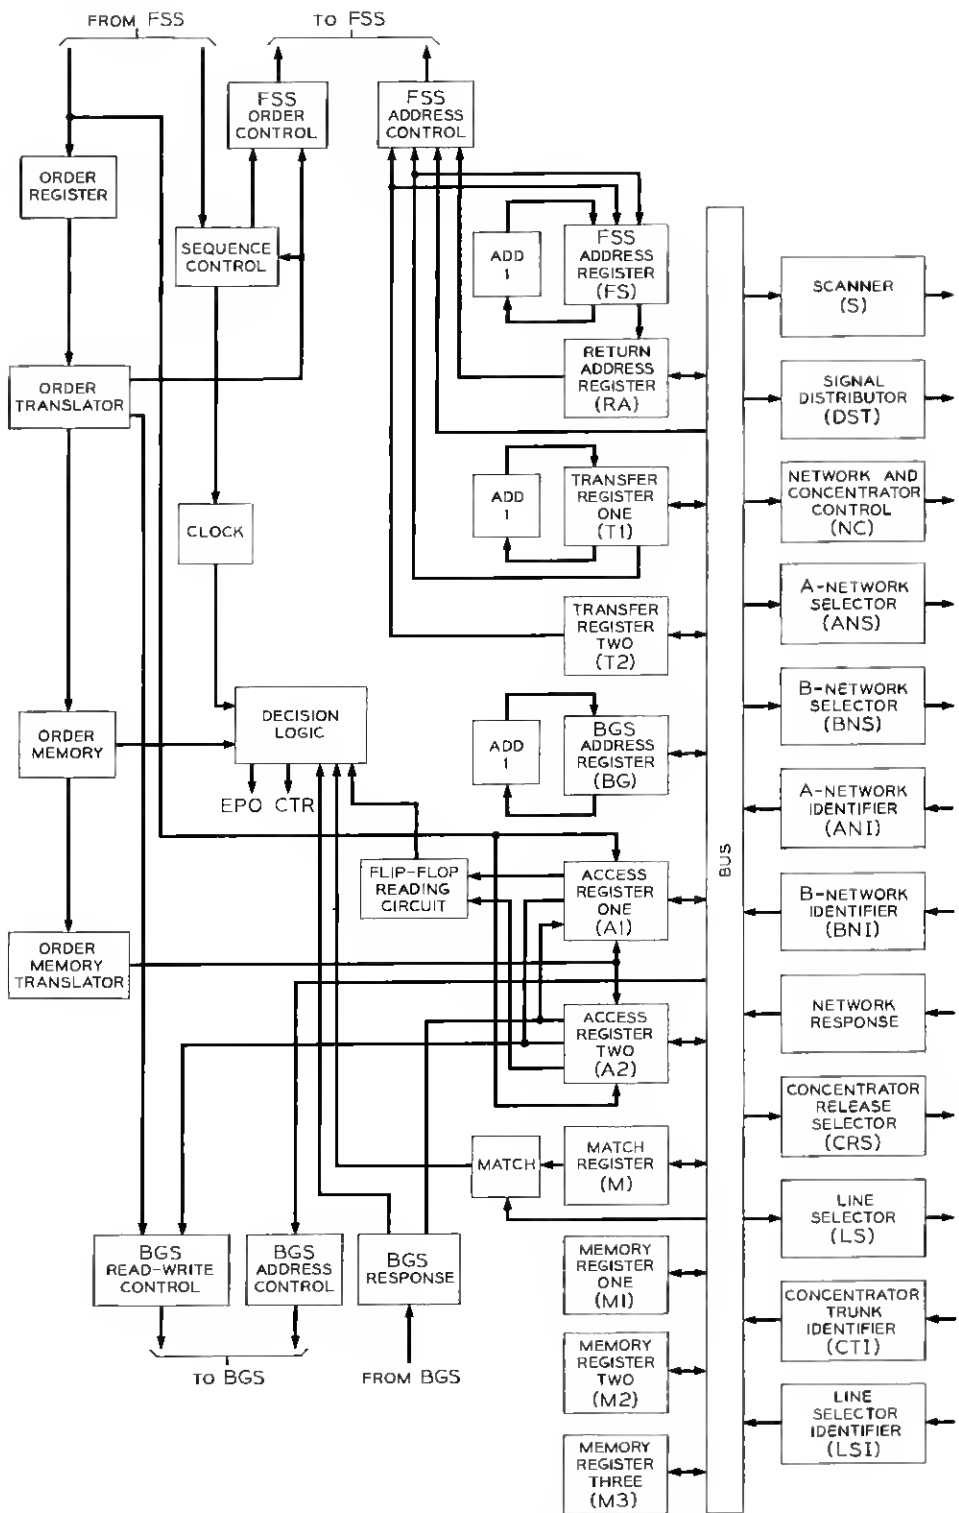 FROM FSS
TO FSS
FSS
ORDER
CONTROL
FSS
ADDRESS
CONTROL
ORDER
REGISTER
SEQUENCE
CONTROL
ADD
1
FSS
ADDRESS
REGISTER
(FS)
SCANNER
(S)
ORDER
TRANSLATOR
RETURN
ADDRESS
REGISTER
(RA)
SIGNAL
DISTRIBUTOR
(DST)
CLOCK
ADD
1
TRANSFER
REGISTER
ONE
(T1)
NETWORK AND
CONCENTRATOR
CONTROL
(NC)
TRANSFER
REGISTER
TWO
(T2)
A-NETWORK
SELECTOR
(ANS)
ORDER
MEMORY
DECISION
LOGIC
EPO CTR
ADD
1
BGS
ADDRESS
REGISTER
(BG)
B-NETWORK
SELECTOR
(BNS)
A-NETWORK
IDENTIFIER
(ANI)
BUS
FLIP-FLOP
READING
CIRCUIT
ACCESS
REGISTER
ONE
(A1)
B-NETWORK
IDENTIFIER
(BNI)
ORDER
MEMORY
TRANSLATOR
ACCESS
REGISTER
TWO
(A2)
NETWORK
RESPONSE
MATCH
MATCH
REGISTER
(M)
CONCENTRATOR
RELEASE
SELECTOR
(CRS)
BGS
READ-WRITE
CONTROL
BGS
ADDRESS
CONTROL
BGS
RESPONSE
LINE
SELECTOR
(LS)
MEMORY
REGISTER
ONE
(M1)
CONCENTRATOR
TRUNK
IDENTIFIER
(CTI)
TO BGS
FROM BGS
MEMORY
REGISTER
TWO
(M2)
LINE
SELECTOR
IDENTIFIER
(LSI)
MEMORY
REGISTER
THREE
(M3)